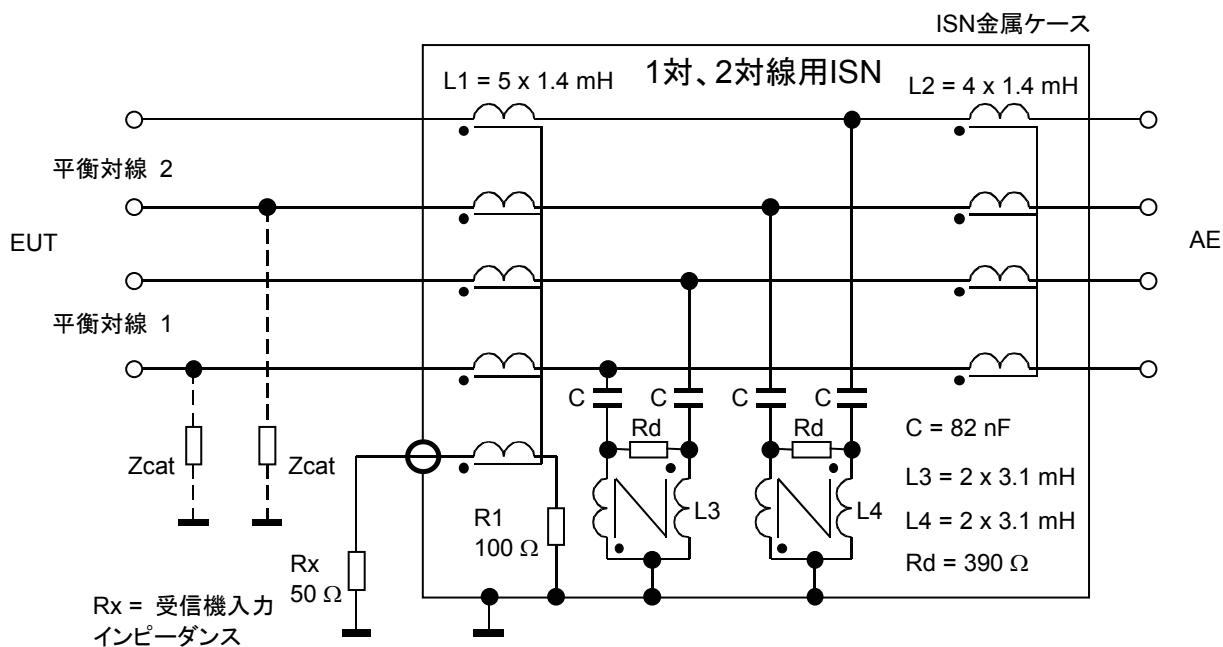 ISN金属ケース
1対、2対線用ISN
L1 = 5 x 1.4 mH
L2 = 4 x 1.4 mH
平衡対線 2
EUT
AE
平衡対線 1
C
C
C
C
Rd
Rd
C = 82 nF
Zcat
Zcat
L3 = 2 x 3.1 mH
R1
100 Ω
L3
L4
L4 = 2 x 3.1 mH
Rx
50 Ω
Rd = 390 Ω
Rx = 受信機入力
インピーダンス